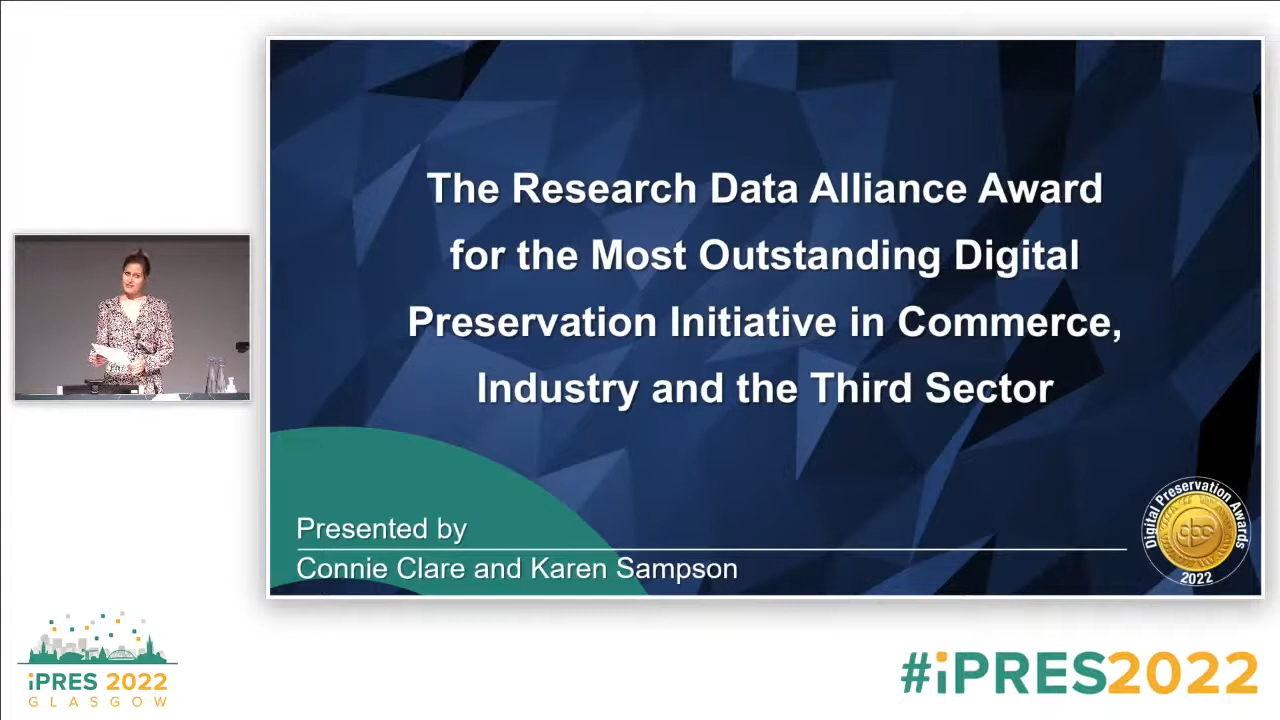 The Research Data Alliance Award
for the Most Outstanding Digital
Preservation Initiative in Commerce,
Industry and the Third Sector
Presented by
Connie Clare and Karen Sampson
Digital Preservation Awards
dpc
2022
iPRES 2022
GLASGOW
#iPRES2022